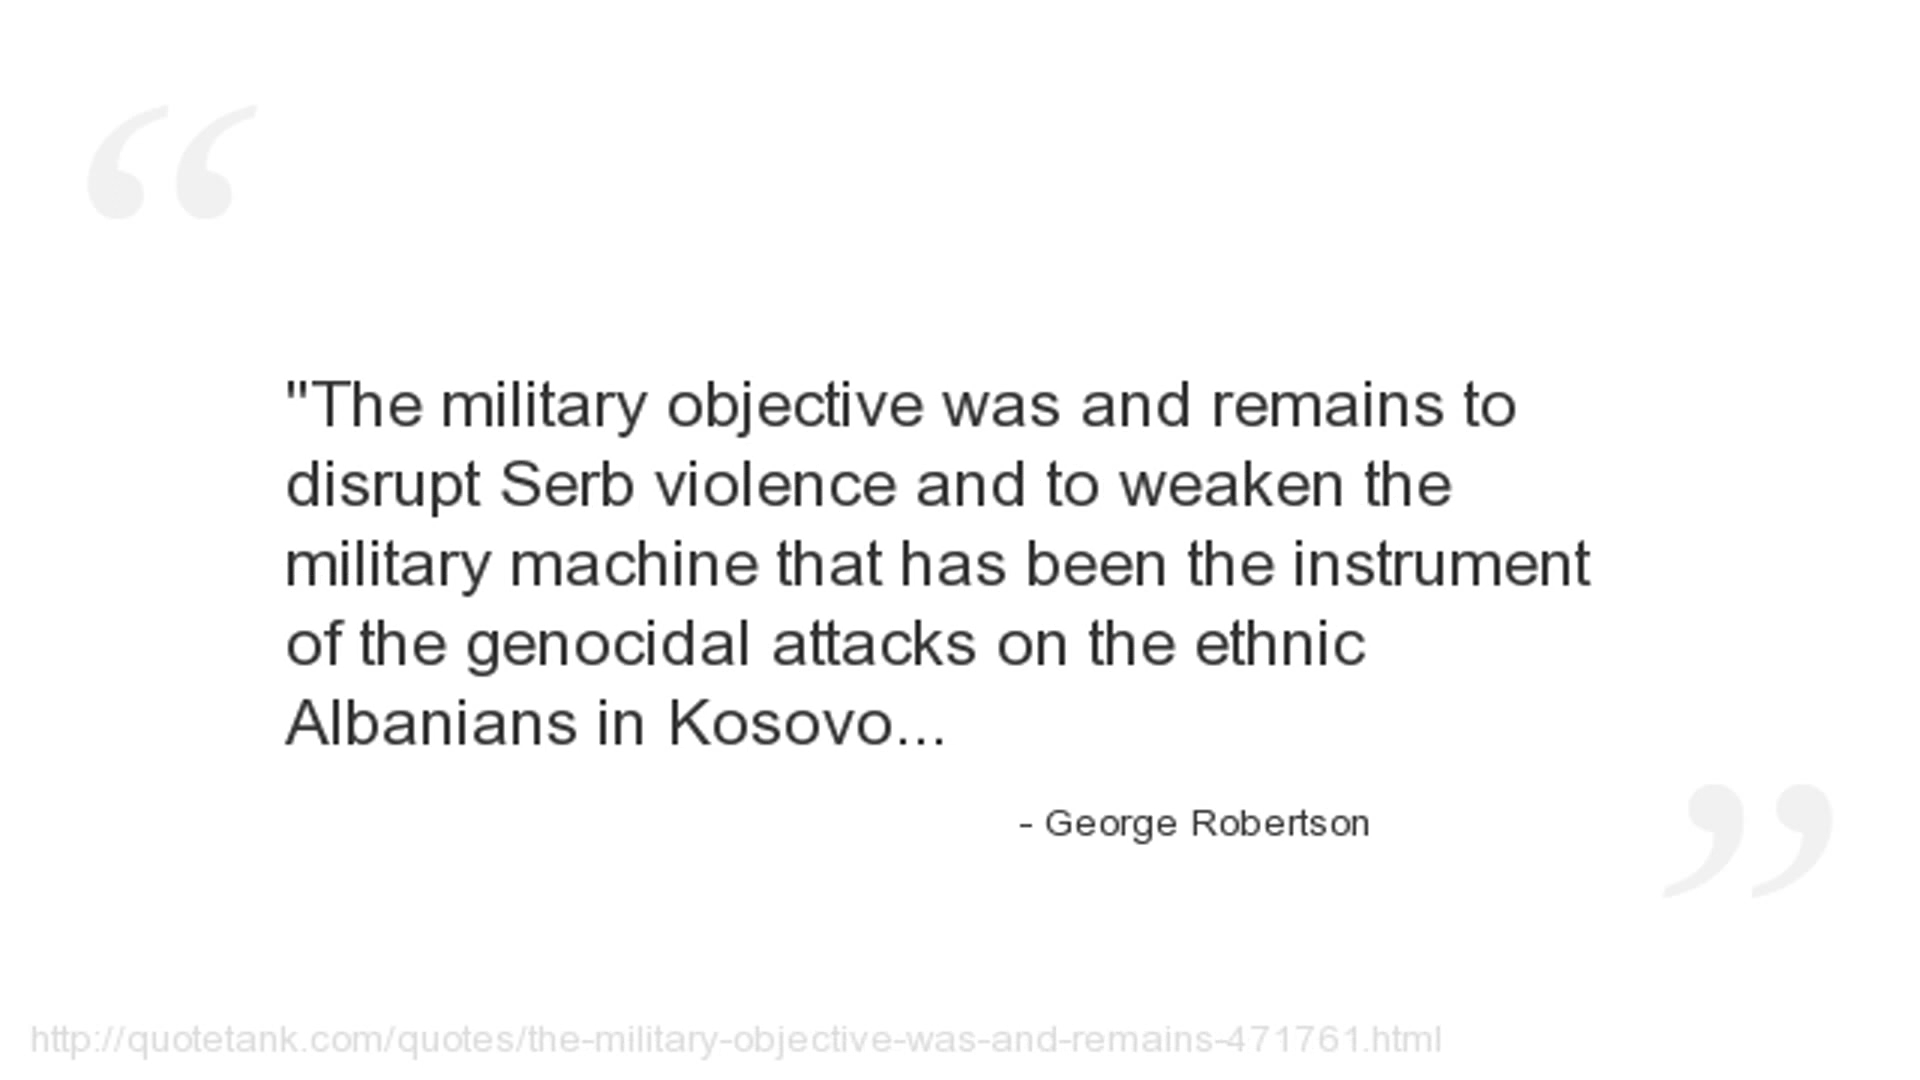 "The military objective was and remains to
disrupt Serb violence and to weaken the
military machine that has been the instrument
of the genocidal attacks on the ethnic
Albanians in Kosovo...
- George Robertson
http://quotetank.com/quotes/the-military-objective-was-and-remains-471761.html